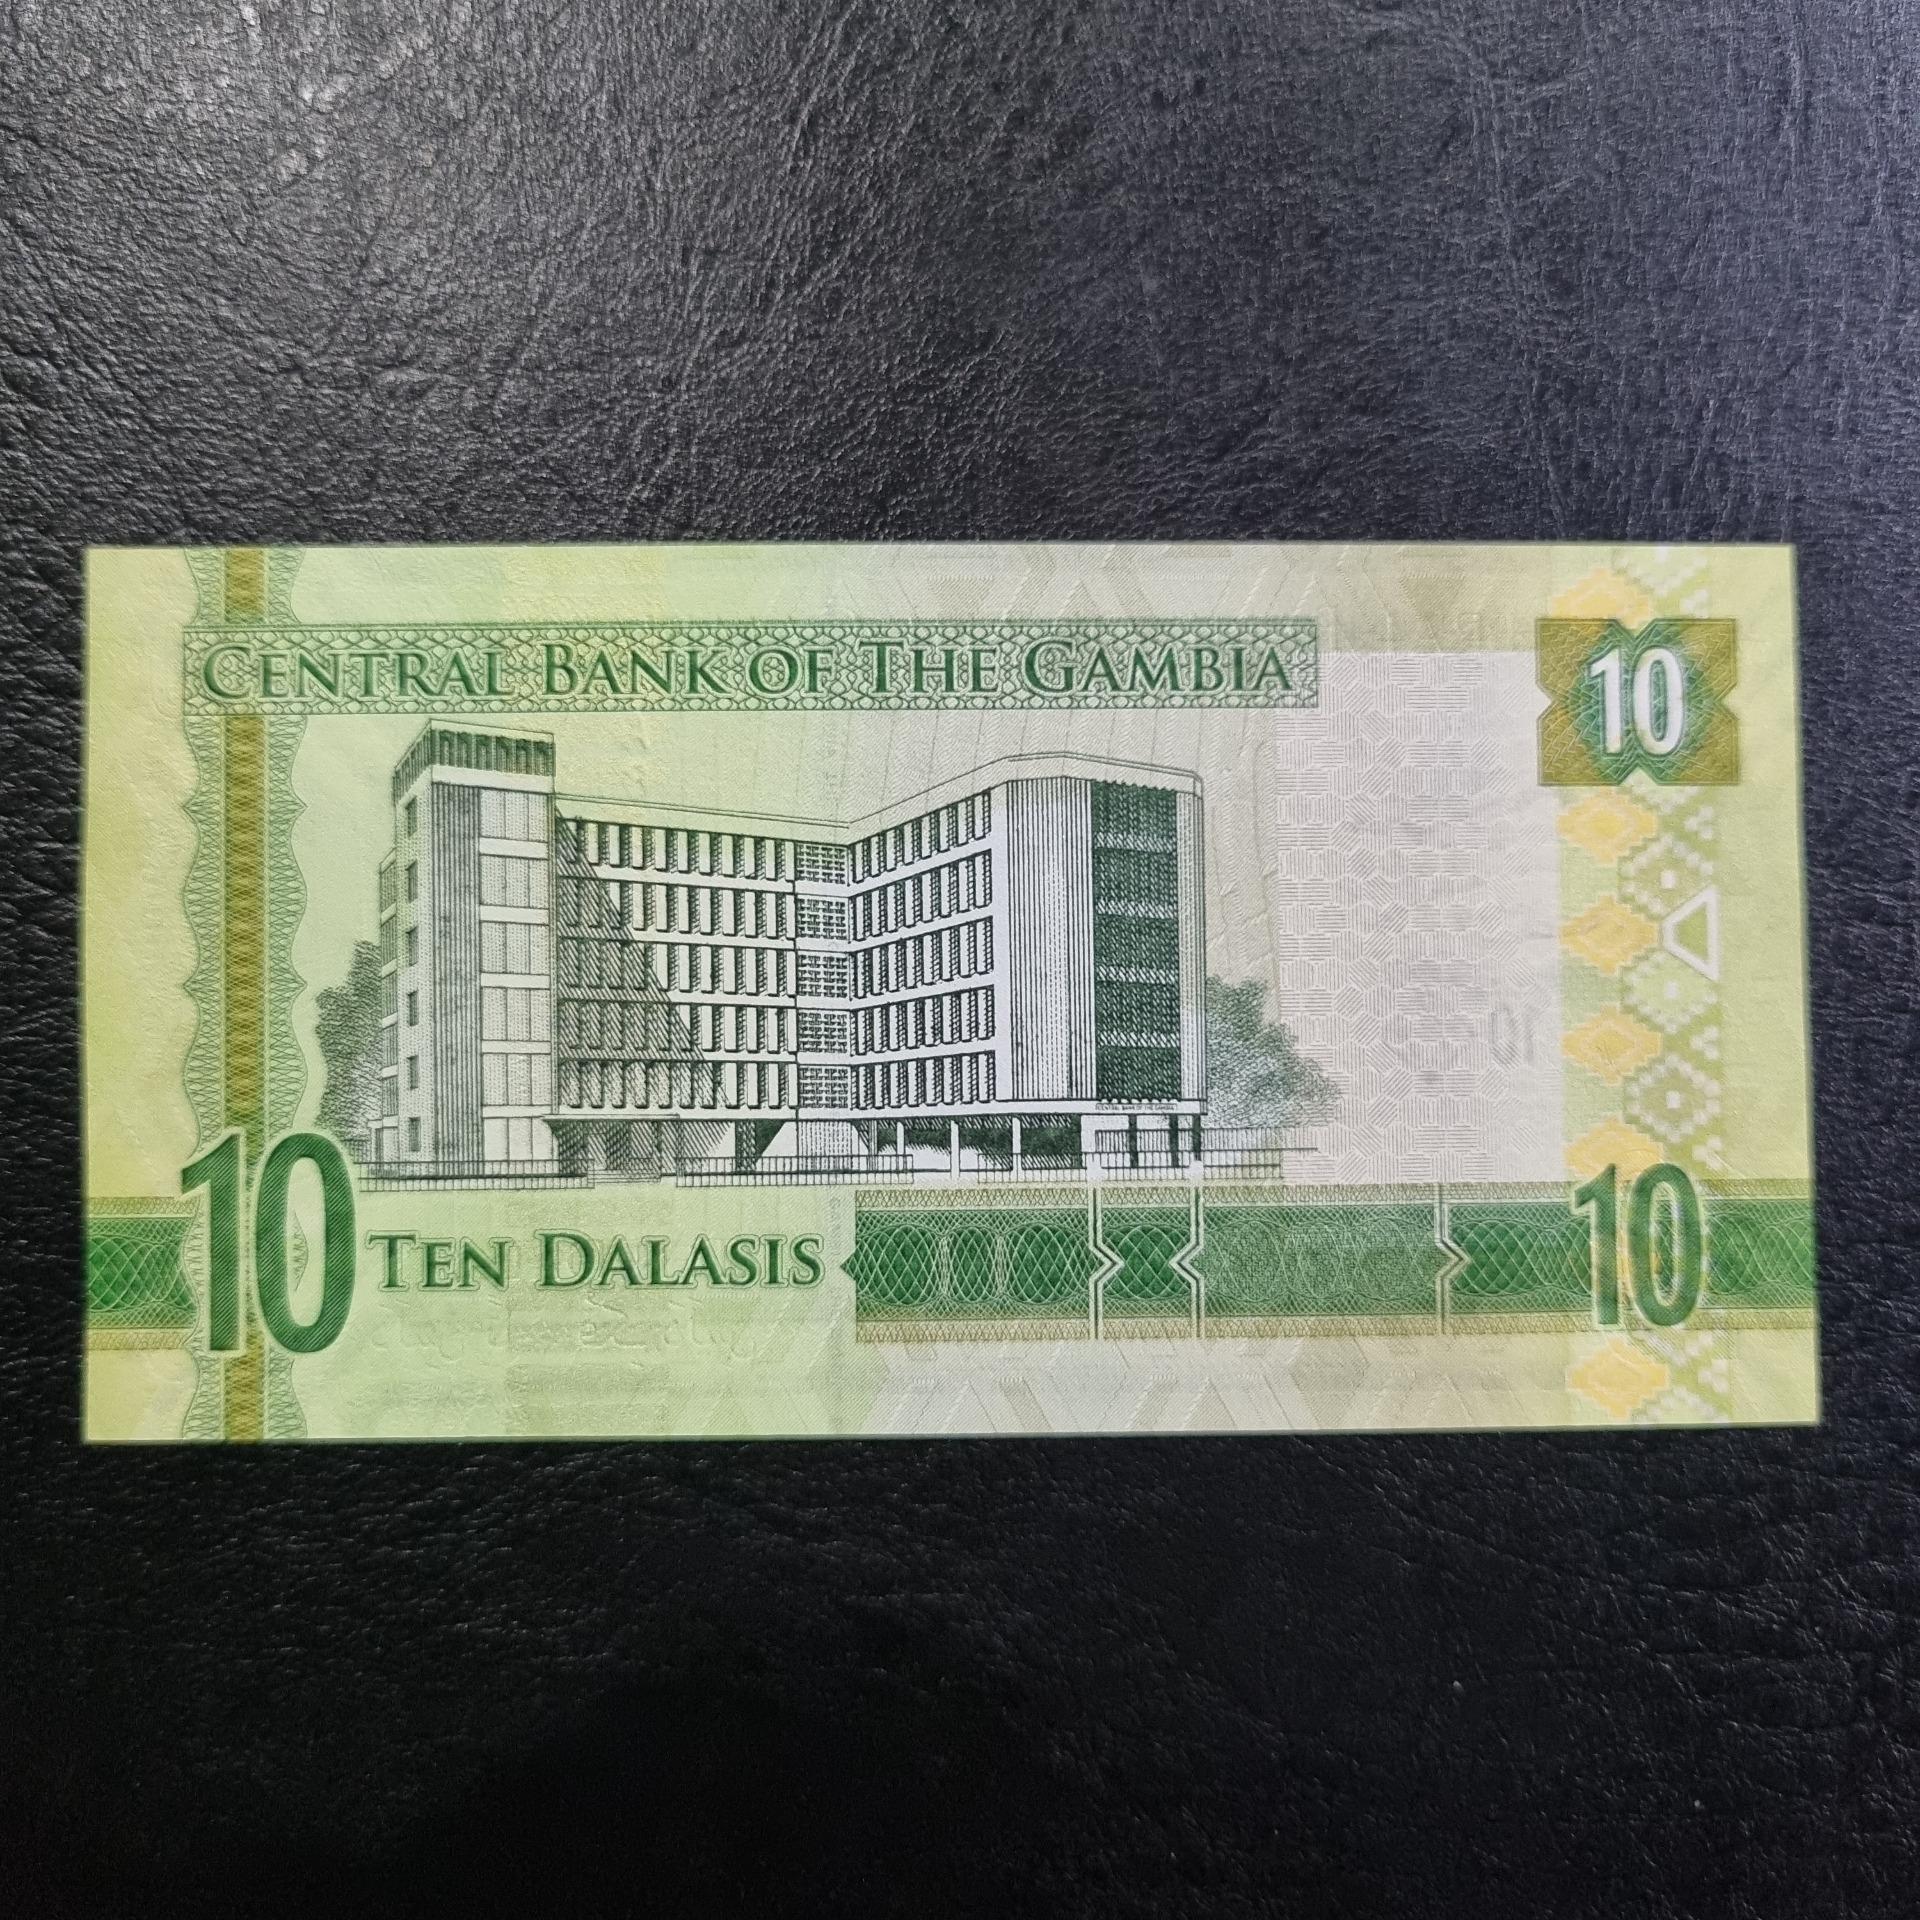 CENTRAL BANK OF THE GAMBIA
10
CENTRAL BANK OF THE GAMBIA
10
TEN DALASIS
10